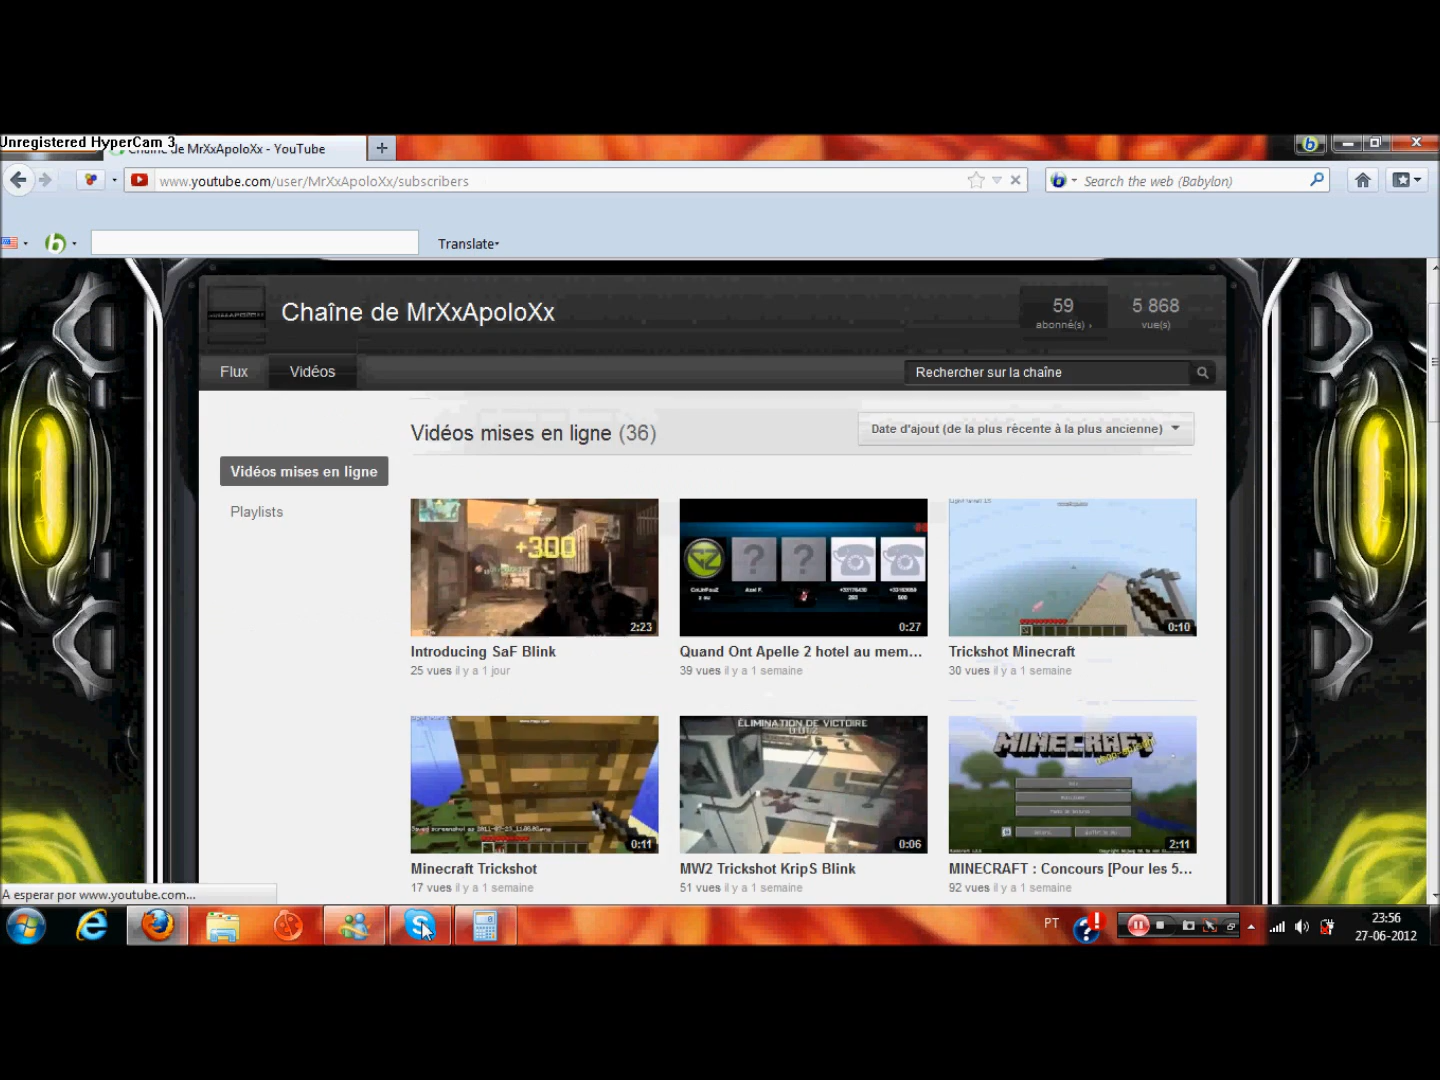 Unregistered HyperCam 3
Chaîne de MrXxApoloXx - YouTube
www.youtube.com/user/MrXxApoloXx/subscribers
Search the web (Babylon)
Translate
Chaîne de MrXxApoloXx
59
abonné(s) ›
5 868
vue(s)
Flux
Vidéos
Rechercher sur la chaîne
Vidéos mises en ligne (36)
Date d'ajout (de la plus récente à la plus ancienne)
Vidéos mises en ligne
Playlists
+300
2:23
0:27
0:10
Introducing SaF Blink
Quand Ont Apelle 2 hotel au mem...
Trickshot Minecraft
25 vues il y a 1 jour
39 vues il y a 1 semaine
30 vues il y a 1 semaine
ÉLIMINATION DE VICTOIRE
MINECRAFT
0:11
0:06
2:11
Minecraft Trickshot
MW2 Trickshot KripS Blink
MINECRAFT : Concours [Pour les 5...
17 vues il y a 1 semaine
51 vues il y a 1 semaine
92 vues il y a 1 semaine
A esperar por www.youtube.com...
PT
23:56
27-06-2012